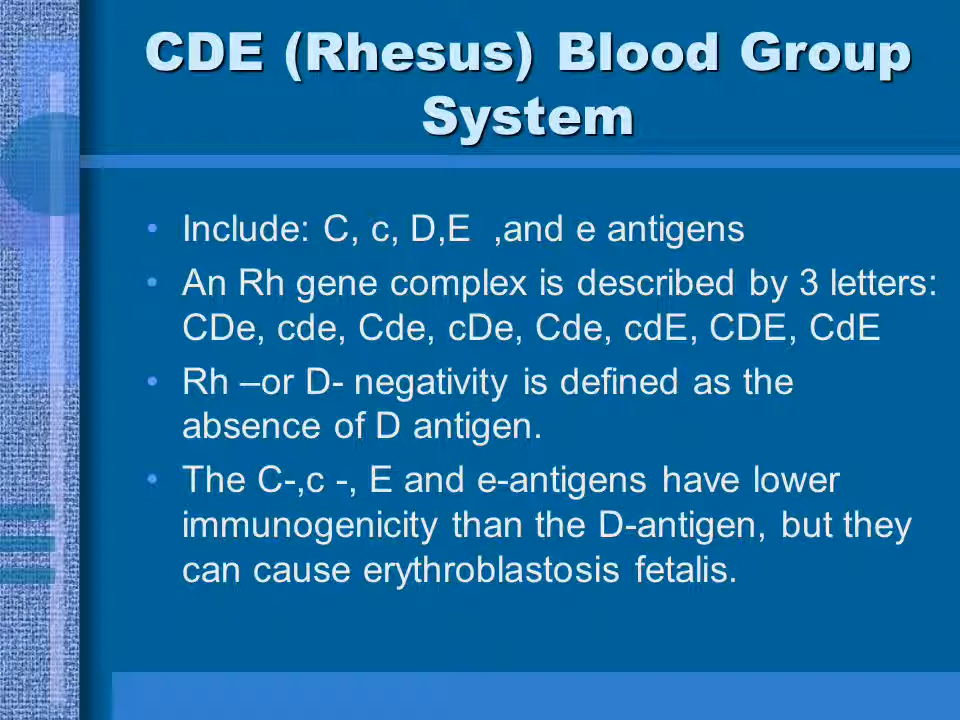 CDE (Rhesus) Blood Group
System
• Include: C, c, D,E  ,and e antigens
• An Rh gene complex is described by 3 letters:
CDe, cde, Cde, cDe, Cde, cdE, CDE, CdE
• Rh –or D- negativity is defined as the
absence of D antigen.
• The C-,c -, E and e-antigens have lower
immunogenicity than the D-antigen, but they
can cause erythroblastosis fetalis.